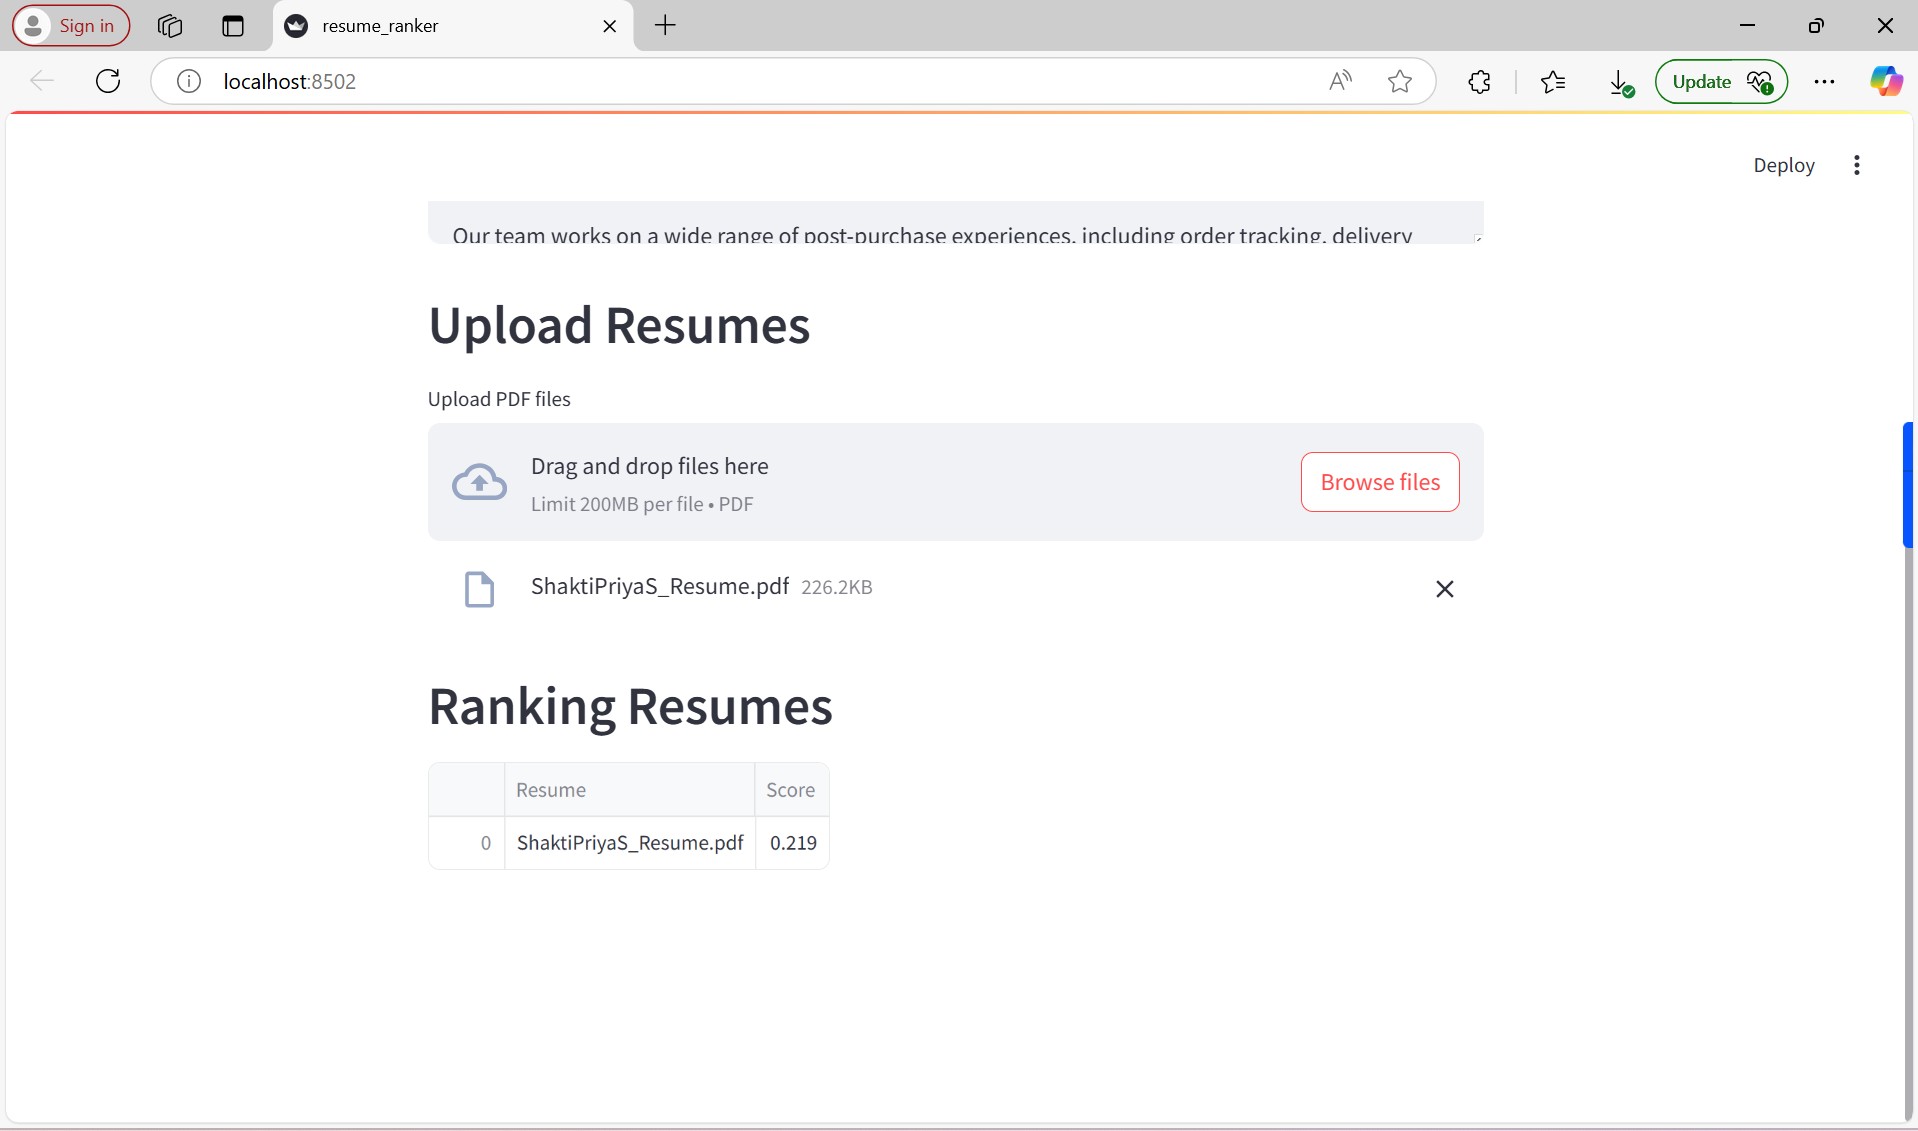 Sign in
resume_ranker
localhost:8502
A
Update
Deploy
Our team works on a wide range of post-purchase experiences, including order tracking, delivery
Upload Resumes
Upload PDF files
Drag and drop files here
Limit 200MB per file • PDF
Browse files
ShaktiPriyaS_Resume.pdf 226.2KB
Ranking Resumes
Resume Score
0 ShaktiPriyaS_Resume.pdf 0.219